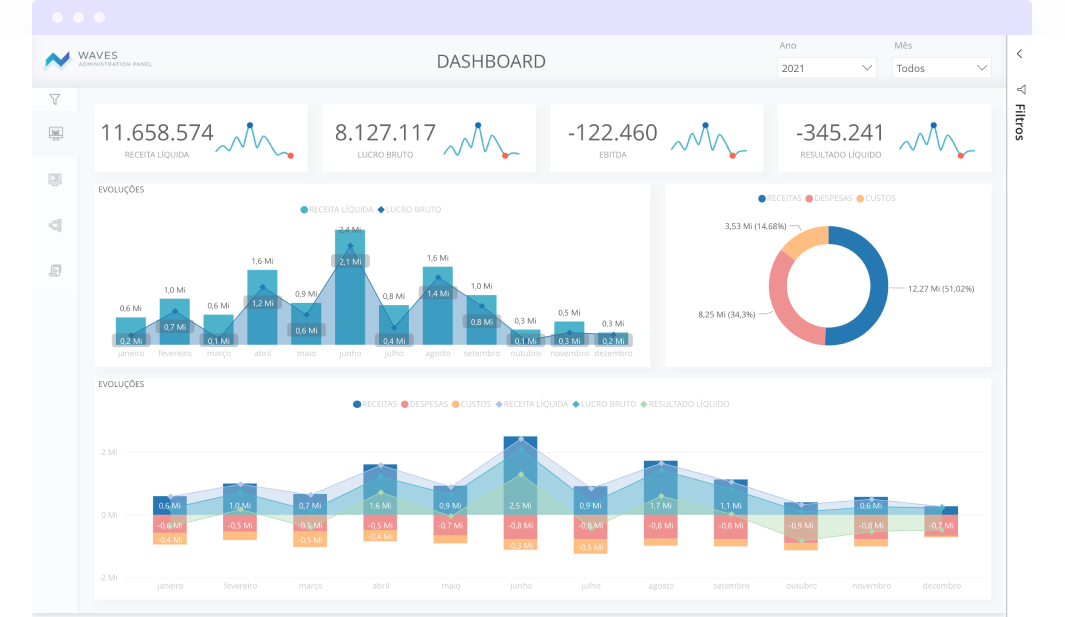 WAVES
ADMINISTRATION PANEL
DASHBOARD
Ano
2021
Mês
Todos
Filtros
11.658.574
RECEITA LÍQUIDA
8.127.117
LUCRO BRUTO
-122.460
EBITDA
-345.241
RESULTADO LÍQUIDO
EVOLUÇÕES
RECEITA LÍQUIDA LUCRO BRUTO
0,6 Mi 1,0 Mi 0,6 Mi 1,6 Mi 0,9 Mi 2,4 Mi 0,8 Mi 1,6 Mi 1,0 Mi 0,3 Mi 0,5 Mi 0,3 Mi
0,2 Mi 0,7 Mi 0,1 Mi 1,2 Mi 0,6 Mi 2,1 Mi 0,4 Mi 1,4 Mi 0,8 Mi 0,1 Mi 0,3 Mi 0,2 Mi
janeiro fevereiro março abril maio junho julho agosto setembro outubro novembro dezembro
RECEITAS DESPESAS CUSTOS
3,53 Mi (14,68%)
12,27 Mi (51,02%)
8,25 Mi (34,3%)
EVOLUÇÕES
RECEITAS DESPESAS CUSTOS RECEITA LÍQUIDA LUCRO BRUTO RESULTADO LÍQUIDO
2 Mi
0,6 Mi 1,0 Mi 0,7 Mi 1,6 Mi 0,9 Mi 2,5 Mi 0,9 Mi 1,7 Mi 1,1 Mi 0,6 Mi
0 Mi
-0,6 Mi -0,5 Mi -0,5 Mi -0,5 Mi -0,7 Mi -0,8 Mi -0,8 Mi -0,8 Mi -0,8 Mi -0,9 Mi -0,8 Mi -0,7 Mi
-0,4 Mi -0,5 Mi -0,4 Mi -0,3 Mi -0,5 Mi
-2 Mi
janeiro fevereiro março abril maio junho julho agosto setembro outubro novembro dezembro